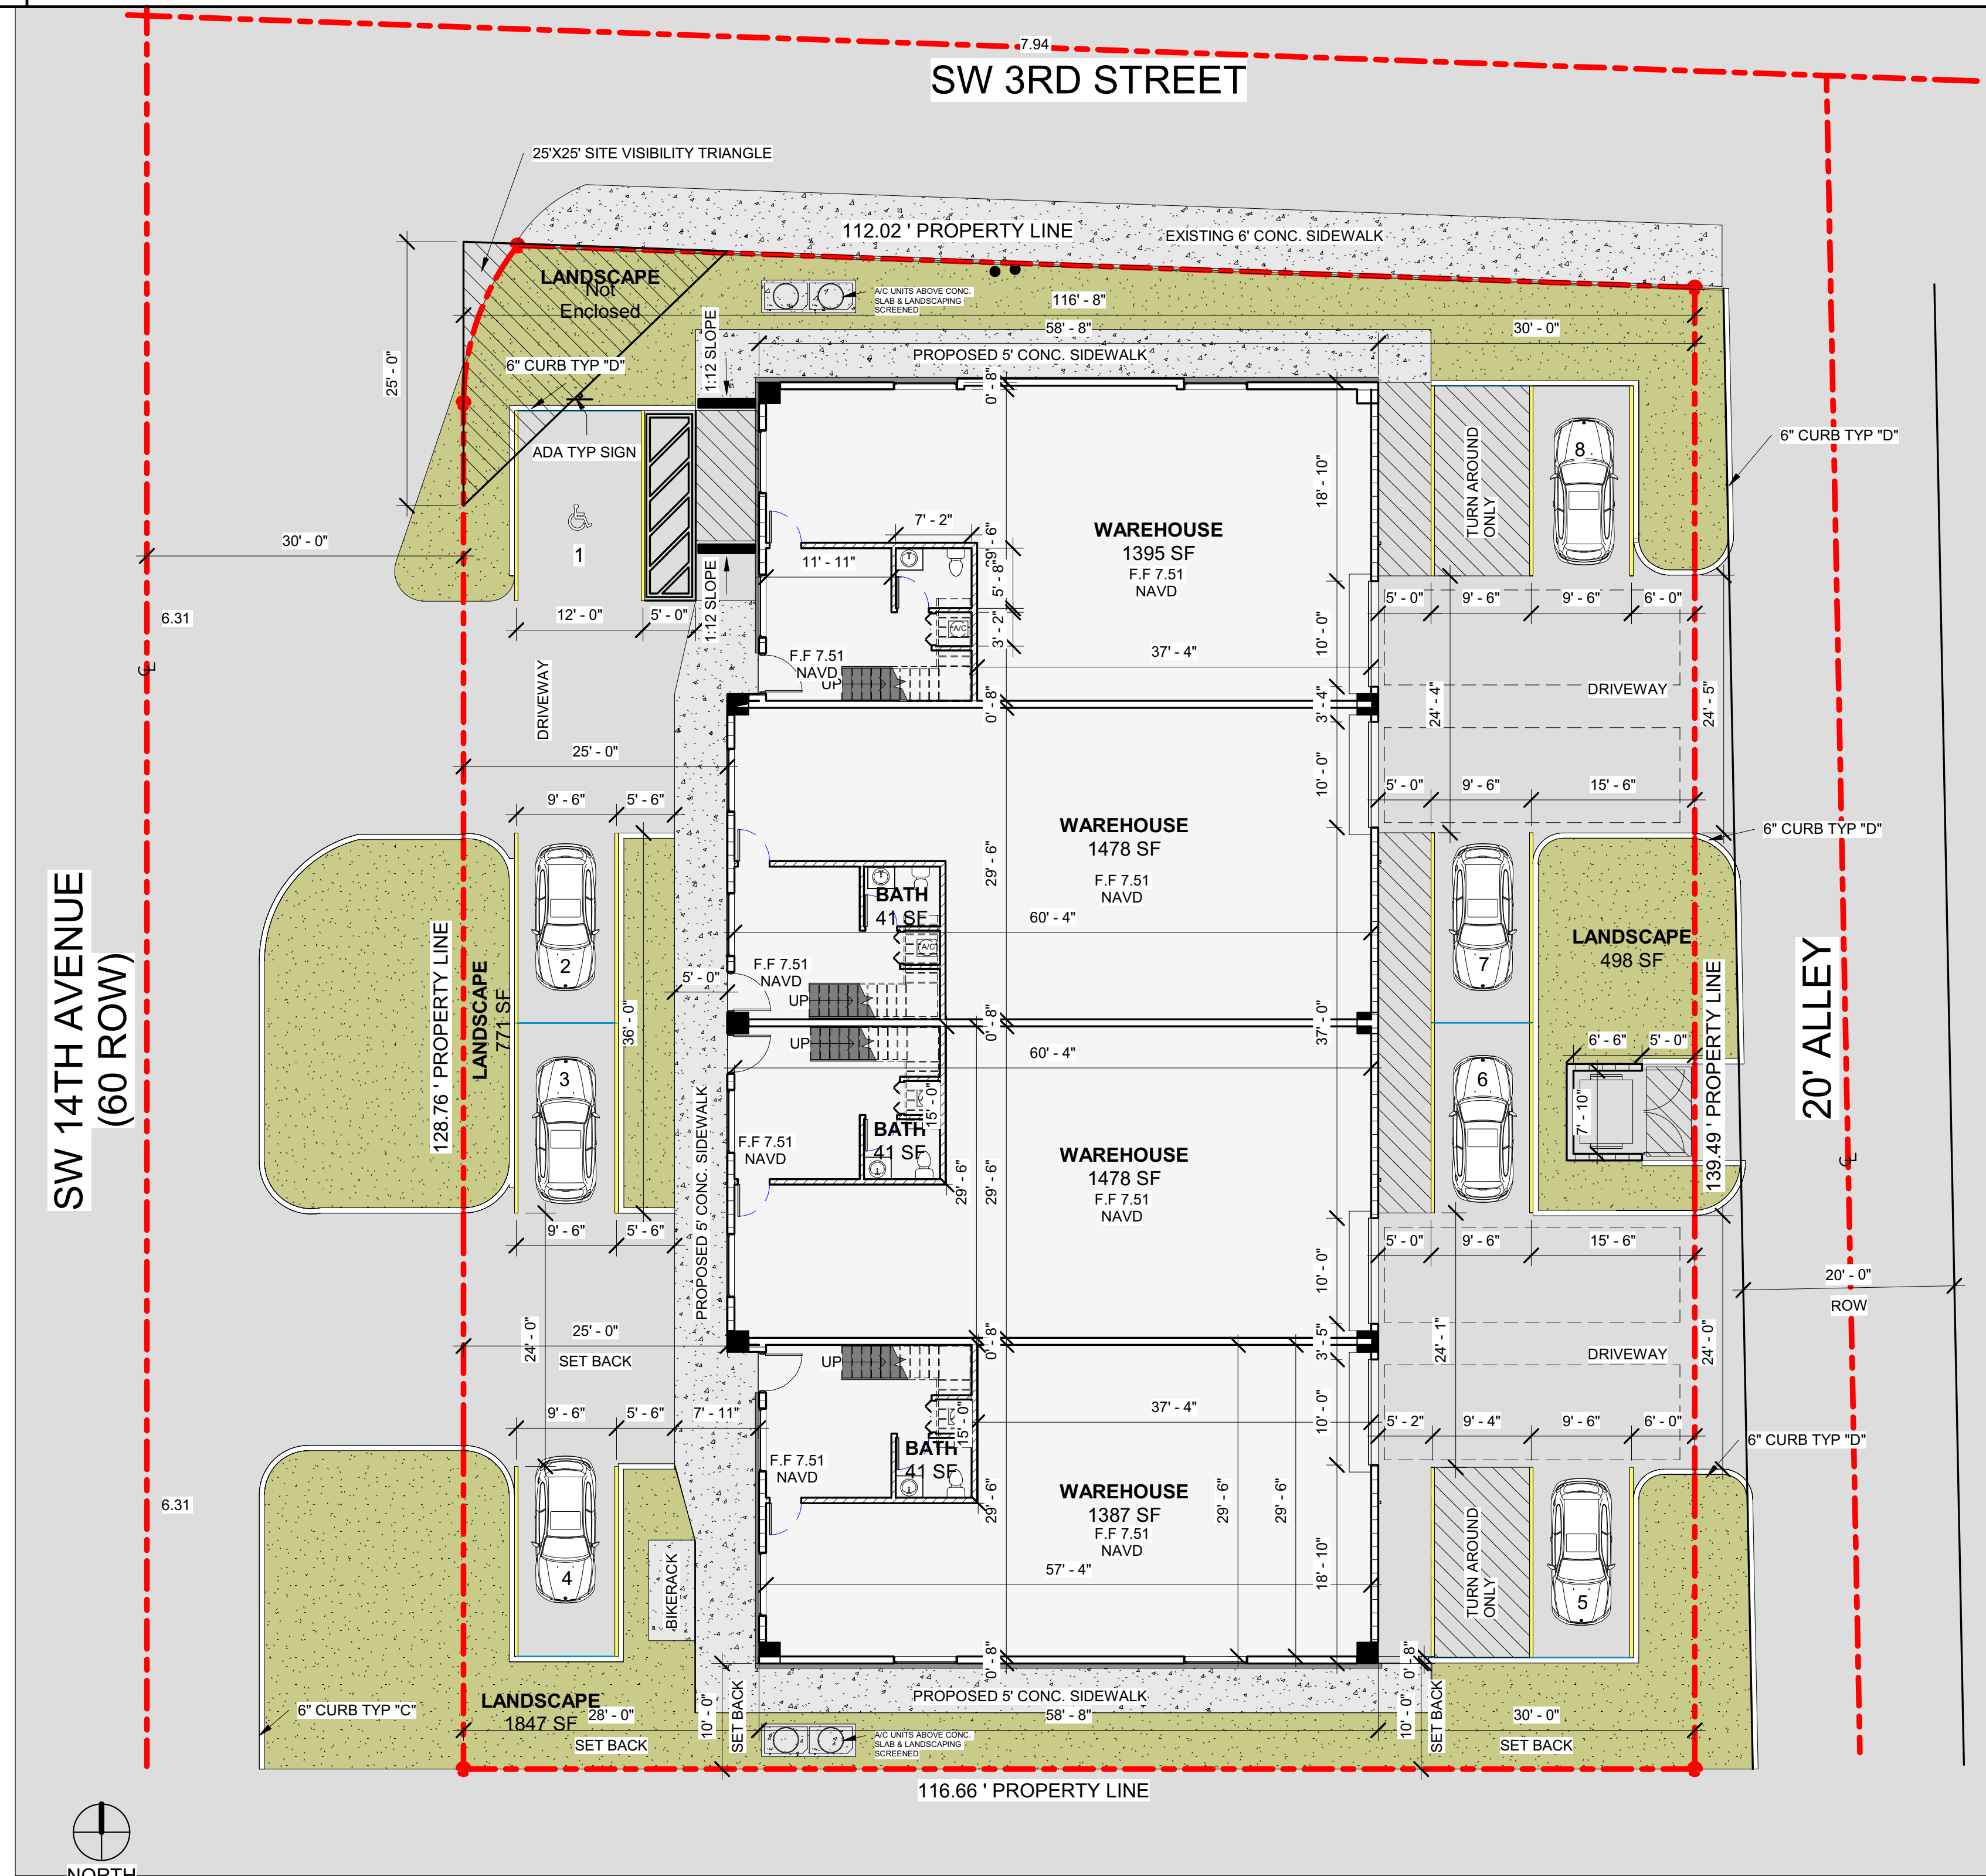 7.94
SW 3RD STREET
25'X25' SITE VISIBILITY TRIANGLE
112.02 ' PROPERTY LINE
EXISTING 6' CONC. SIDEWALK
LANDSCAPE
Not
Enclosed
A/C UNITS ABOVE CONC.
SLAB & LANDSCAPING
SCREENED
116' - 8"
58' - 8"
30' - 0"
1:12 SLOPE
PROPOSED 5' CONC. SIDEWALK
25' - 0"
6" CURB TYP "D"
0' - 8"
ADA TYP SIGN
6" CURB TYP "D"
18' - 10"
TURN AROUND
ONLY
8
7' - 2"
WAREHOUSE
1395 SF
F.F 7.51
NAVD
30' - 0"
1
11' - 11"
29' - 6"
5' - 8"
3' - 2"
12' - 0"
5' - 0"
1:12 SLOPE
5' - 0"
9' - 6"
9' - 6"
6' - 0"
6.31
A/C
10' - 0"
F.F 7.51
NAVD
UP
37' - 4"
DRIVEWAY
0' - 8"
3' - 4"
24' - 4"
DRIVEWAY
24' - 5"
25' - 0"
10' - 0"
9' - 6"
5' - 6"
5' - 0"
9' - 6"
15' - 6"
WAREHOUSE
1478 SF
6" CURB TYP "D"
29' - 6"
F.F 7.51
NAVD
BATH
41 SF
60' - 4"
SW 14TH AVENUE
(60 ROW)
128.76 ' PROPERTY LINE
LANDSCAPE
771 SF
2
A/C
F.F 7.51
NAVD
5' - 0"
UP
7
LANDSCAPE
498 SF
139.49 ' PROPERTY LINE
20' ALLEY
36' - 0"
0' - 8"
37' - 0"
UP
60' - 4"
6' - 6"
5' - 0"
3
6
7' - 10"
PROPOSED 5' CONC. SIDEWALK
15' - 0"
F.F 7.51
NAVD
BATH
41 SF
WAREHOUSE
1478 SF
F.F 7.51
NAVD
29' - 6"
29' - 6"
9' - 6"
5' - 6"
5' - 0"
9' - 6"
15' - 6"
10' - 0"
20' - 0"
ROW
24' - 0"
25' - 0"
SET BACK
0' - 8"
3' - 5"
24' - 1"
DRIVEWAY
24' - 0"
UP
9' - 6"
5' - 6"
7' - 11"
37' - 4"
10' - 0"
5' - 2"
9' - 4"
9' - 6"
6' - 0"
15' - 0"
6" CURB TYP "D"
F.F 7.51
NAVD
BATH
41 SF
WAREHOUSE
1387 SF
F.F 7.51
NAVD
29' - 6"
29' - 6"
29' - 6"
6.31
4
BIKERACK
57' - 4"
18' - 10"
TURN AROUND
ONLY
5
0' - 8"
0' - 8"
6" CURB TYP "C"
LANDSCAPE
1847 SF
28' - 0"
SET BACK
10' - 0"
SET BACK
PROPOSED 5' CONC. SIDEWALK
58' - 8"
A/C UNITS ABOVE CONC.
SLAB & LANDSCAPING
SCREENED
10' - 0"
SET BACK
30' - 0"
SET BACK
116.66 ' PROPERTY LINE
NORTH